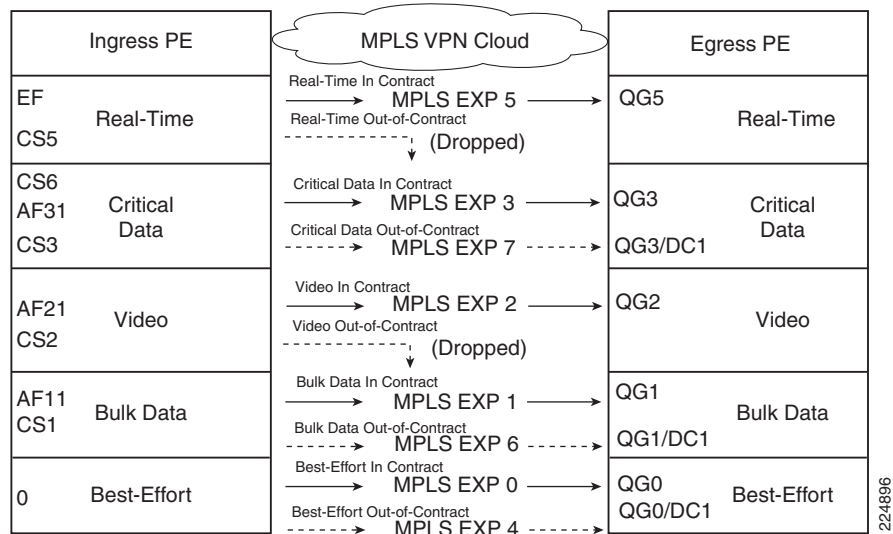 Ingress PE
MPLS VPN Cloud
Egress PE
EF
CS5
Real-Time
Real-Time In Contract
MPLS EXP 5
Real-Time Out-of-Contract
(Dropped)
QG5
Real-Time
CS6
AF31
CS3
Critical
Data
Critical Data In Contract
MPLS EXP 3
Critical Data Out-of-Contract
MPLS EXP 7
QG3
QG3/DC1
Critical
Data
AF21
CS2
Video
Video In Contract
MPLS EXP 2
Video Out-of-Contract
(Dropped)
QG2
Video
AF11
CS1
Bulk Data
Bulk Data In Contract
MPLS EXP 1
Bulk Data Out-of-Contract
MPLS EXP 6
QG1
QG1/DC1
Bulk Data
0
Best-Effort
Best-Effort In Contract
MPLS EXP 0
Best-Effort Out-of-Contract
MPLS EXP 4
QG0
QG0/DC1
Best-Effort
224896